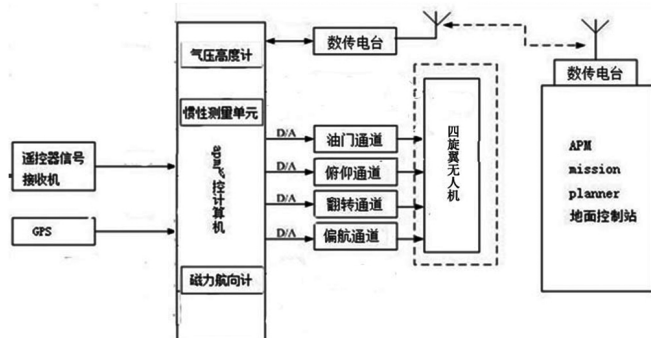 气压高度计
数传电台
数传电台
惯性测量单元
D/A
油门通道
遥控器信号
接收机
apm飞控计算机
D/A
俯仰通道
四旋翼无人机
APM
mission
planner
地面控制站
D/A
翻转通道
GPS
D/A
偏航通道
磁力航向计